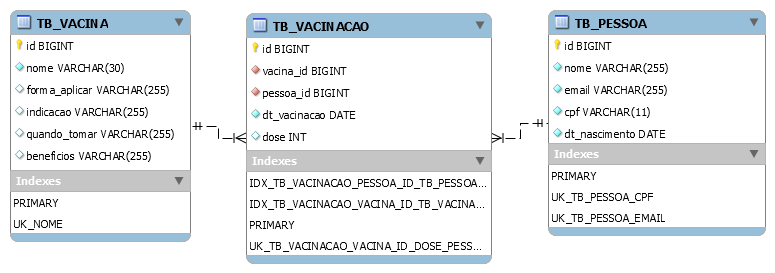 TB_VACINA
id BIGINT
nome VARCHAR(30)
forma_aplicar VARCHAR(255)
indicacao VARCHAR(255)
quando_tomar VARCHAR(255)
beneficios VARCHAR(255)
Indexes
PRIMARY
UK_NOME
TB_VACINACAO
id BIGINT
vacina_id BIGINT
pessoa_id BIGINT
dt_vacinacao DATE
dose INT
Indexes
IDX_TB_VACINACAO_PESSOA_ID_TB_PESSOA...
IDX_TB_VACINACAO_VACINA_ID_TB_VACINA...
PRIMARY
UK_TB_VACINACAO_VACINA_ID_DOSE_PESS...
TB_PESSOA
id BIGINT
nome VARCHAR(255)
email VARCHAR(255)
cpf VARCHAR(11)
dt_nascimento DATE
Indexes
PRIMARY
UK_TB_PESSOA_CPF
UK_TB_PESSOA_EMAIL